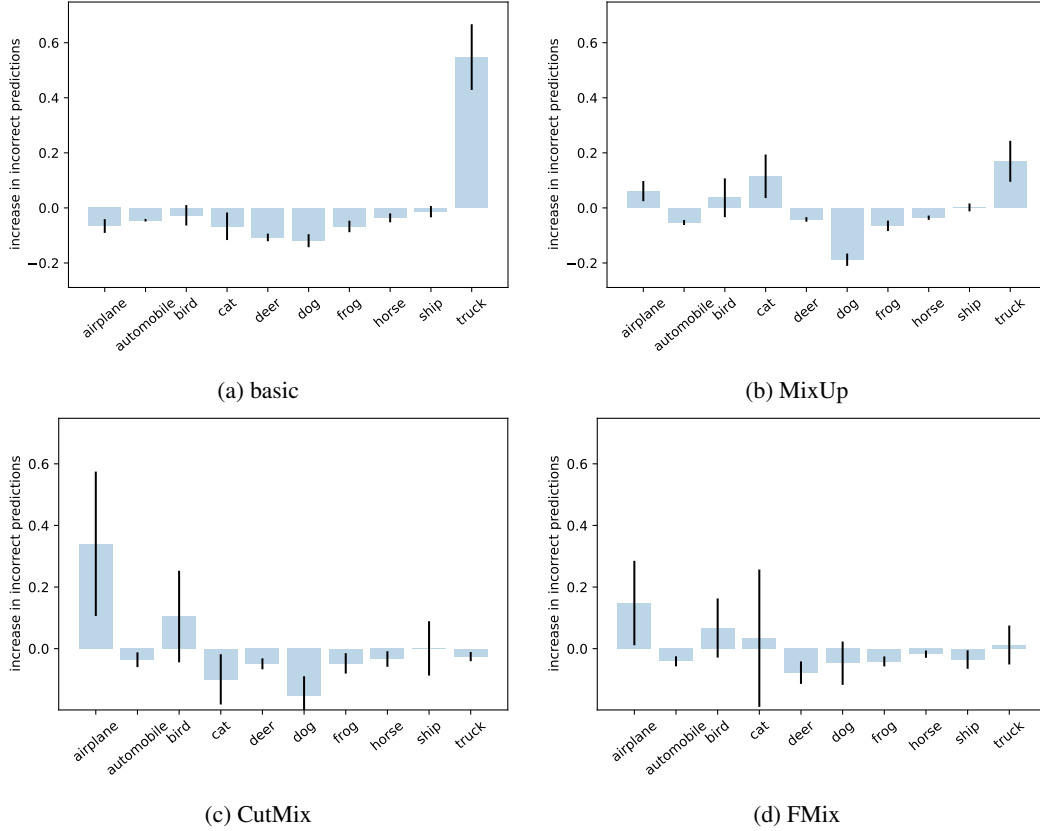 increase in incorrect predictions
0.6
0.4
0.2
0.0
−0.2
airplane
automobile
bird
cat
deer
dog
frog
horse
ship
truck
(a) basic
increase in incorrect predictions
0.6
0.4
0.2
0.0
−0.2
airplane
automobile
bird
cat
deer
dog
frog
horse
ship
truck
(b) MixUp
increase in incorrect predictions
0.6
0.4
0.2
0.0
airplane
automobile
bird
cat
deer
dog
frog
horse
ship
truck
(c) CutMix
increase in incorrect predictions
0.6
0.4
0.2
0.0
airplane
automobile
bird
cat
deer
dog
frog
horse
ship
truck
(d) FMix